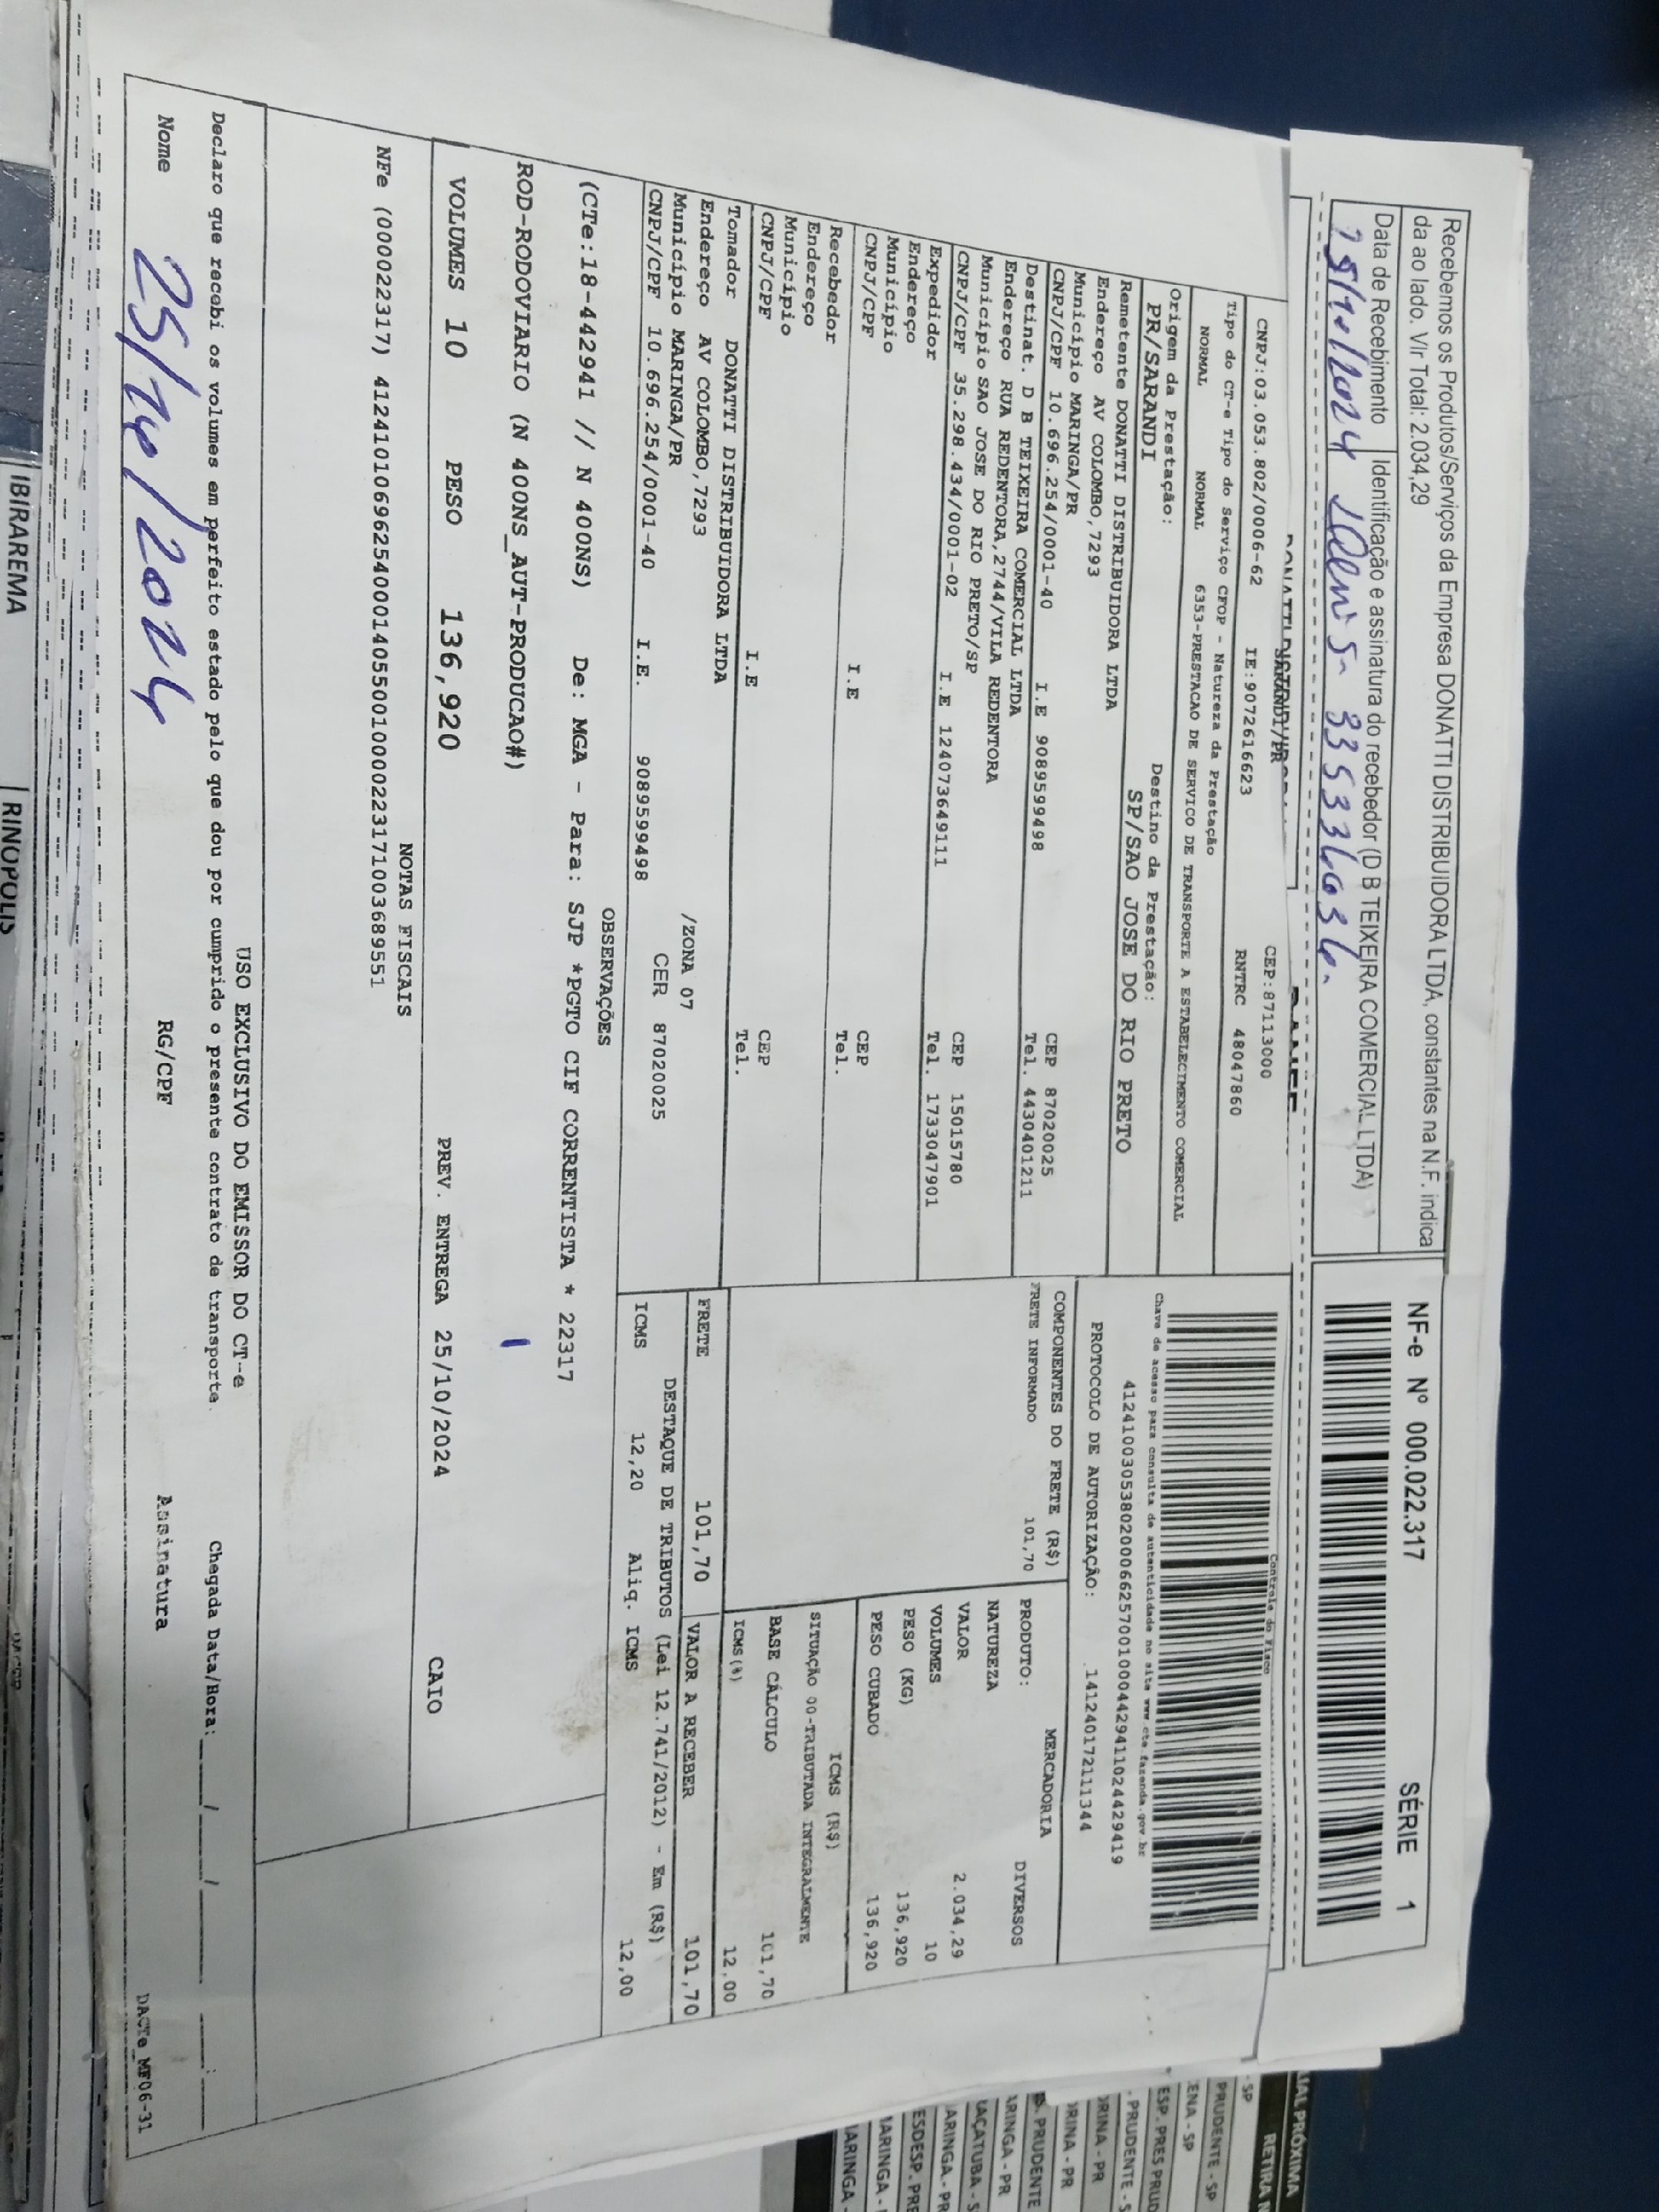 Recebemos os Produtos/Serviços da Empresa DONATTI DISTRIBUIDORA LTDA, constantes na N.F. indica
da ao lado. Vlr Total: 2.034,29
Data de Recebimento
Identificação e assinatura do recebedor (D B TEIXEIRA COMERCIAL LTDA)
25/10/2024
NF-e Nº 000.022.317
SÉRIE 1
SARANDI/PR
CEP:87113000
CNPJ:03.053.802/0006-62 IE:9072616623 RNTRC 48047860
Tipo do CT-e Tipo do Serviço CFOP - Natureza da Prestação
NORMAL NORMAL 6353-PRESTACAO DE SERVICO DE TRANSPORTE A ESTABELECIMENTO COMERCIAL
Origem da Prestação: Destino da Prestação:
PR/SARANDI SP/SAO JOSE DO RIO PRETO
Controle do Fisco
Chave de acesso para consulta de autenticidade no site www.cte.fazenda.gov.br
41241003053802000662570010004429411024429419
PROTOCOLO DE AUTORIZAÇÃO: 141240172111344
Remetente DONATTI DISTRIBUIDORA LTDA
Endereço AV COLOMBO,7293
Município MARINGA/PR CEP 87020025
CNPJ/CPF 10.696.254/0001-40 I.E 9089599498 Tel. 4430401211
Destinat. D B TEIXEIRA COMERCIAL LTDA
Endereço RUA REDENTORA,2744/VILA REDENTORA
Município SAO JOSE DO RIO PRETO/SP CEP 15015780
CNPJ/CPF 35.298.434/0001-02 I.E 124073649111 Tel. 1733047901
Expedidor
Endereço
Município CEP
CNPJ/CPF I.E Tel.
Recebedor
Endereço
Município CEP
CNPJ/CPF I.E Tel.
Tomador DONATTI DISTRIBUIDORA LTDA
Endereço AV COLOMBO,7293 /ZONA 07
Município MARINGA/PR CEP 87020025
CNPJ/CPF 10.696.254/0001-40 I.E. 9089599498
COMPONENTES DO FRETE (R$)
FRETE INFORMADO 101,70
MERCADORIA
PRODUTO: DIVERSOS
NATUREZA
VALOR 2.034,29
VOLUMES 10
PESO (KG) 136,920
PESO CUBADO 136,920
ICMS (R$)
SITUAÇÃO 00-TRIBUTADA INTEGRALMENTE
BASE CÁLCULO 101,70
ICMS(%) 12,00
FRETE 101,70 VALOR A RECEBER 101,70
DESTAQUE DE TRIBUTOS (Lei 12.741/2012) - Em (R$)
ICMS 12,20 Aliq. ICMS 12,00
OBSERVAÇÕES
(CTe:18-442941 // N 400NS) De: MGA - Para: SJP *PGTO CIF CORRENTISTA * 22317
ROD-RODOVIARIO (N 400NS_AUT-PRODUCAO#)
VOLUMES 10 PESO 136,920 PREV. ENTREGA 25/10/2024 CAIO
NOTAS FISCAIS
NFe (000022317) 41241010696254000140550010000223171003689551
USO EXCLUSIVO DO EMISSOR DO CT-e
Declaro que recebi os volumes em perfeito estado pelo que dou por cumprido o presente contrato de transporte. Chegada Data/Hora: ___/___/_____ ___:___
Nome 25/10/2024 RG/CPF Assinatura
DACTe_MF06-31
IBIRAREMA
RINOPOLIS